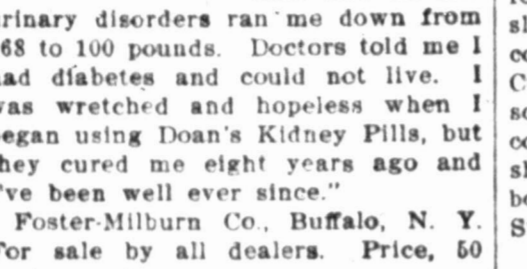 rinary disorders ran me down from
68 to 100 pounds. Doctors told me I
ad diabetes and could not live. I
was wretched and hopeless when I
egan using Doan's Kidney Pills, but
hey cured me eight years ago and
've been well ever since."
Foster-Milburn Co., Buffalo, N. Y.
For sale by all dealers. Price, 50